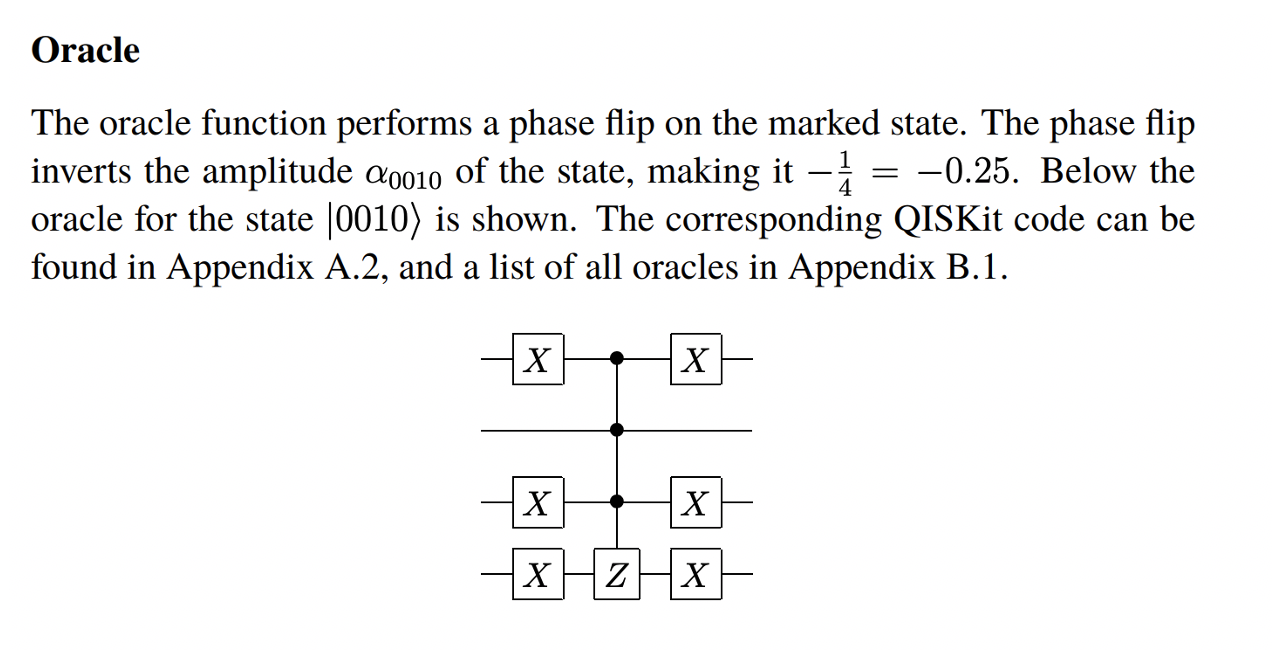 Oracle
The oracle function performs a phase flip on the marked state. The phase flip
inverts the amplitude α₀₀₁₀ of the state, making it −1/4 = −0.25. Below the
oracle for the state |0010⟩ is shown. The corresponding QISKit code can be
found in Appendix A.2, and a list of all oracles in Appendix B.1.
X X
X X
X Z X